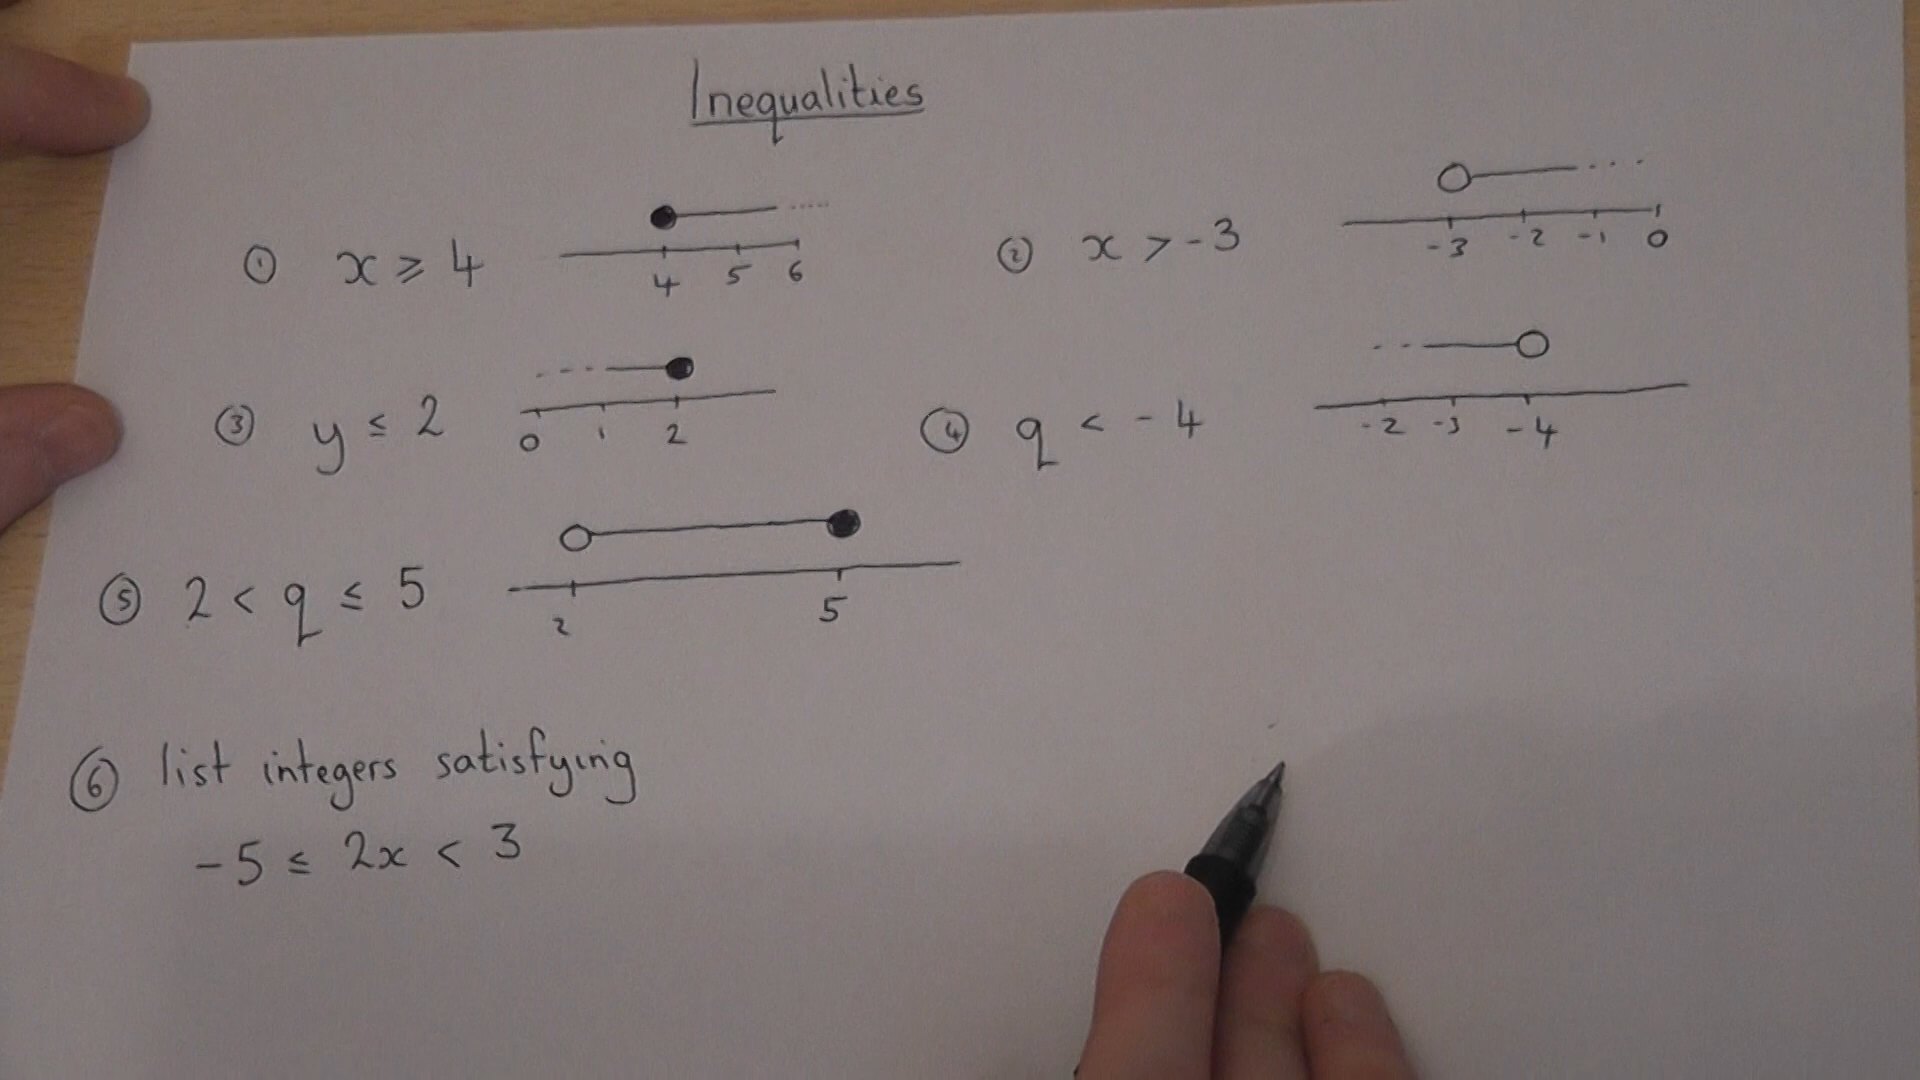 Inequalities
① x ≥ 4
4 5 6
② x > -3
-3 -2 -1 0
③ y ≤ 2
0 1 2
④ q < -4
-2 -3 -4
⑤ 2 < q ≤ 5
2 5
⑥ list integers satisfying
-5 ≤ 2x < 3